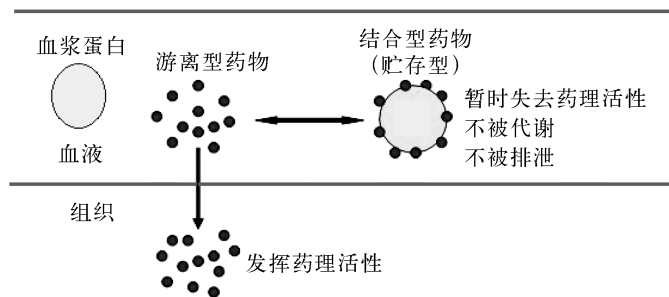 血浆蛋白
游离型药物
结合型药物
（贮存型）
暂时失去药理活性
不被代谢
不被排泄
血液
组织
发挥药理活性